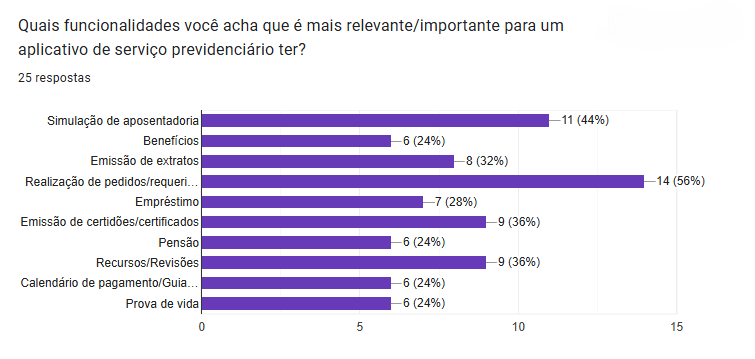 Quais funcionalidades você acha que é mais relevante/importante para um
aplicativo de serviço previdenciário ter?
25 respostas
Simulação de aposentadoria 11 (44%)
Benefícios 6 (24%)
Emissão de extratos 8 (32%)
Realização de pedidos/requeri… 14 (56%)
Empréstimo 7 (28%)
Emissão de certidões/certificados 9 (36%)
Pensão 6 (24%)
Recursos/Revisões 9 (36%)
Calendário de pagamento/Guia… 6 (24%)
Prova de vida 6 (24%)
0 5 10 15